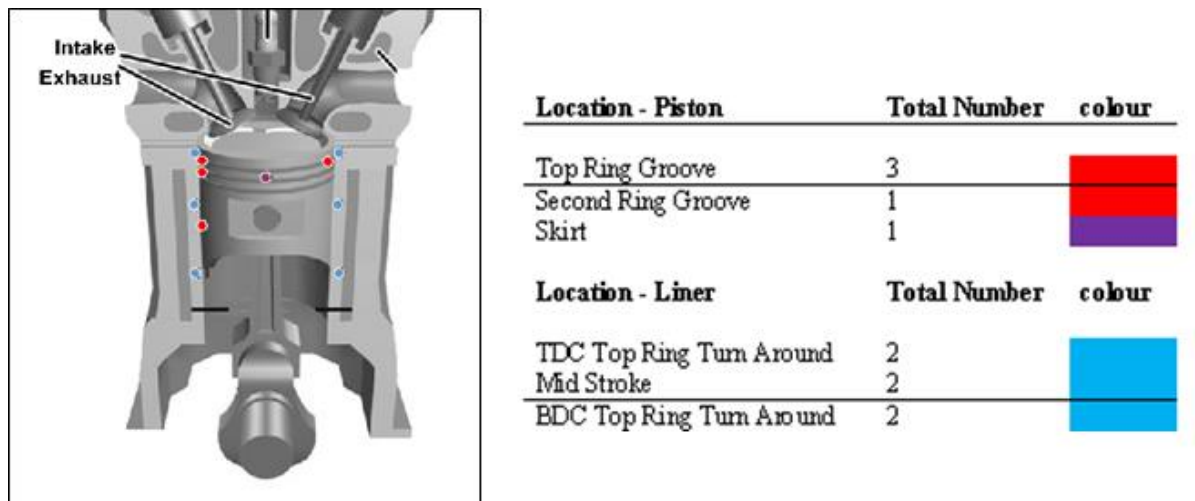 Intake
Exhaust
Location - Piston Total Number colour
Top Ring Groove 3
Second Ring Groove 1
Skirt 1
Location - Liner Total Number colour
TDC Top Ring Turn Around 2
Mid Stroke 2
BDC Top Ring Turn Around 2